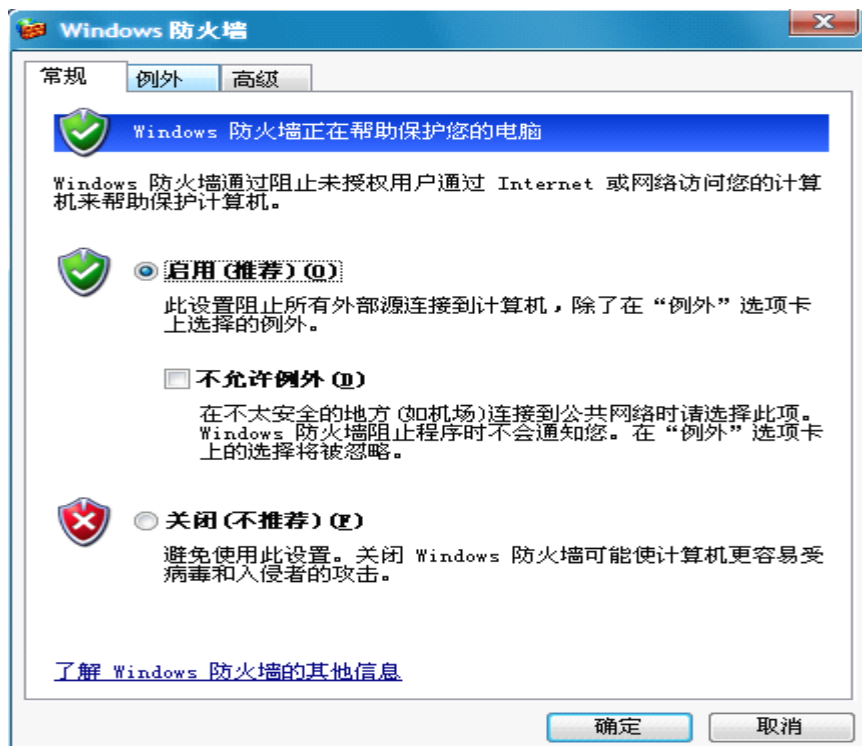 Windows 防火墙
常规
例外
高级
Windows 防火墙正在帮助保护您的电脑
Windows 防火墙通过阻止未授权用户通过 Internet 或网络访问您的计算
机来帮助保护计算机。
启用(推荐)(O)
此设置阻止所有外部源连接到计算机，除了在“例外”选项卡
上选择的例外。
不允许例外(D)
在不太安全的地方(如机场)连接到公共网络时请选择此项。
Windows 防火墙阻止程序时不会通知您。在“例外”选项卡
上的选择将被忽略。
关闭(不推荐)(F)
避免使用此设置。关闭 Windows 防火墙可能使计算机更容易受
病毒和入侵者的攻击。
了解 Windows 防火墙的其他信息
确定
取消